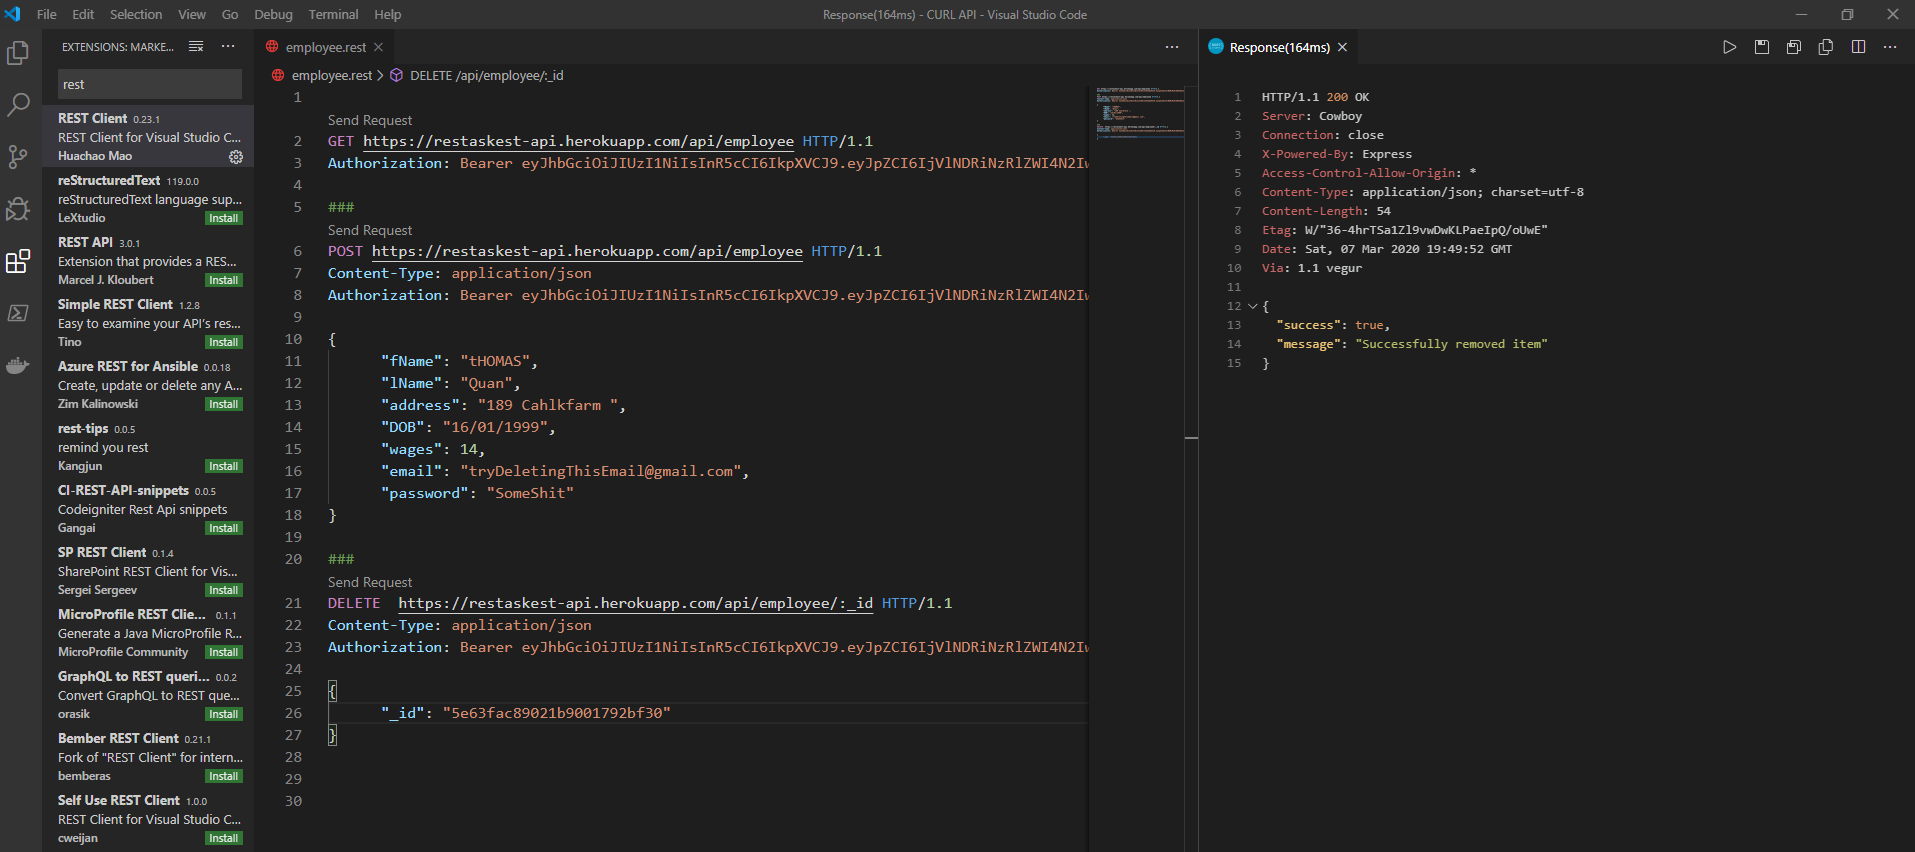 File Edit Selection View Go Debug Terminal Help
Response(164ms) - CURL API - Visual Studio Code
EXTENSIONS: MARKE...
rest
REST Client 0.23.1
REST Client for Visual Studio C...
Huachao Mao
reStructuredText 119.0.0
reStructuredText language sup...
LeXtudio Install
REST API 3.0.1
Extension that provides a RES...
Marcel J. Kloubert Install
Simple REST Client 1.2.8
Easy to examine your API's res...
Tino Install
Azure REST for Ansible 0.0.18
Create, update or delete any A...
Zim Kalinowski Install
rest-tips 0.0.5
remind you rest
Kangjun Install
CI-REST-API-snippets 0.0.5
Codeigniter Rest Api snippets
Gangai Install
SP REST Client 0.1.4
SharePoint REST Client for Vis...
Sergei Sergeev Install
MicroProfile REST Clie... 0.1.1
Generate a Java MicroProfile R...
MicroProfile Community Install
GraphQL to REST queri... 0.0.2
Convert GraphQL to REST que...
orasik Install
Bember REST Client 0.21.1
Fork of "REST Client" for intern...
bemberas Install
Self Use REST Client 1.0.0
REST Client for Visual Studio C...
cweijan Install
employee.rest
employee.rest > DELETE /api/employee/:_id
1
Send Request
2 GET https://restaskest-api.herokuapp.com/api/employee HTTP/1.1
3 Authorization: Bearer eyJhbGciOiJIUzI1NiIsInR5cCI6IkpXVCJ9.eyJpZCI6IjVlNDRiNzRlZWI4N2Iw
4
5 ###
Send Request
6 POST https://restaskest-api.herokuapp.com/api/employee HTTP/1.1
7 Content-Type: application/json
8 Authorization: Bearer eyJhbGciOiJIUzI1NiIsInR5cCI6IkpXVCJ9.eyJpZCI6IjVlNDRiNzRlZWI4N2Iw
9
10 {
11 "fName": "tHOMAS",
12 "lName": "Quan",
13 "address": "189 Cahlkfarm ",
14 "DOB": "16/01/1999",
15 "wages": 14,
16 "email": "tryDeletingThisEmail@gmail.com",
17 "password": "SomeShit"
18 }
19
20 ###
Send Request
21 DELETE https://restaskest-api.herokuapp.com/api/employee/:_id HTTP/1.1
22 Content-Type: application/json
23 Authorization: Bearer eyJhbGciOiJIUzI1NiIsInR5cCI6IkpXVCJ9.eyJpZCI6IjVlNDRiNzRlZWI4N2Iw
24
25 {
26 "_id": "5e63fac89021b9001792bf30"
27 }
28
29
30
Response(164ms)
1 HTTP/1.1 200 OK
2 Server: Cowboy
3 Connection: close
4 X-Powered-By: Express
5 Access-Control-Allow-Origin: *
6 Content-Type: application/json; charset=utf-8
7 Content-Length: 54
8 Etag: W/"36-4hrTSa1Zl9vwDwKLPaeIpQ/oUwE"
9 Date: Sat, 07 Mar 2020 19:49:52 GMT
10 Via: 1.1 vegur
11
12 {
13 "success": true,
14 "message": "Successfully removed item"
15 }